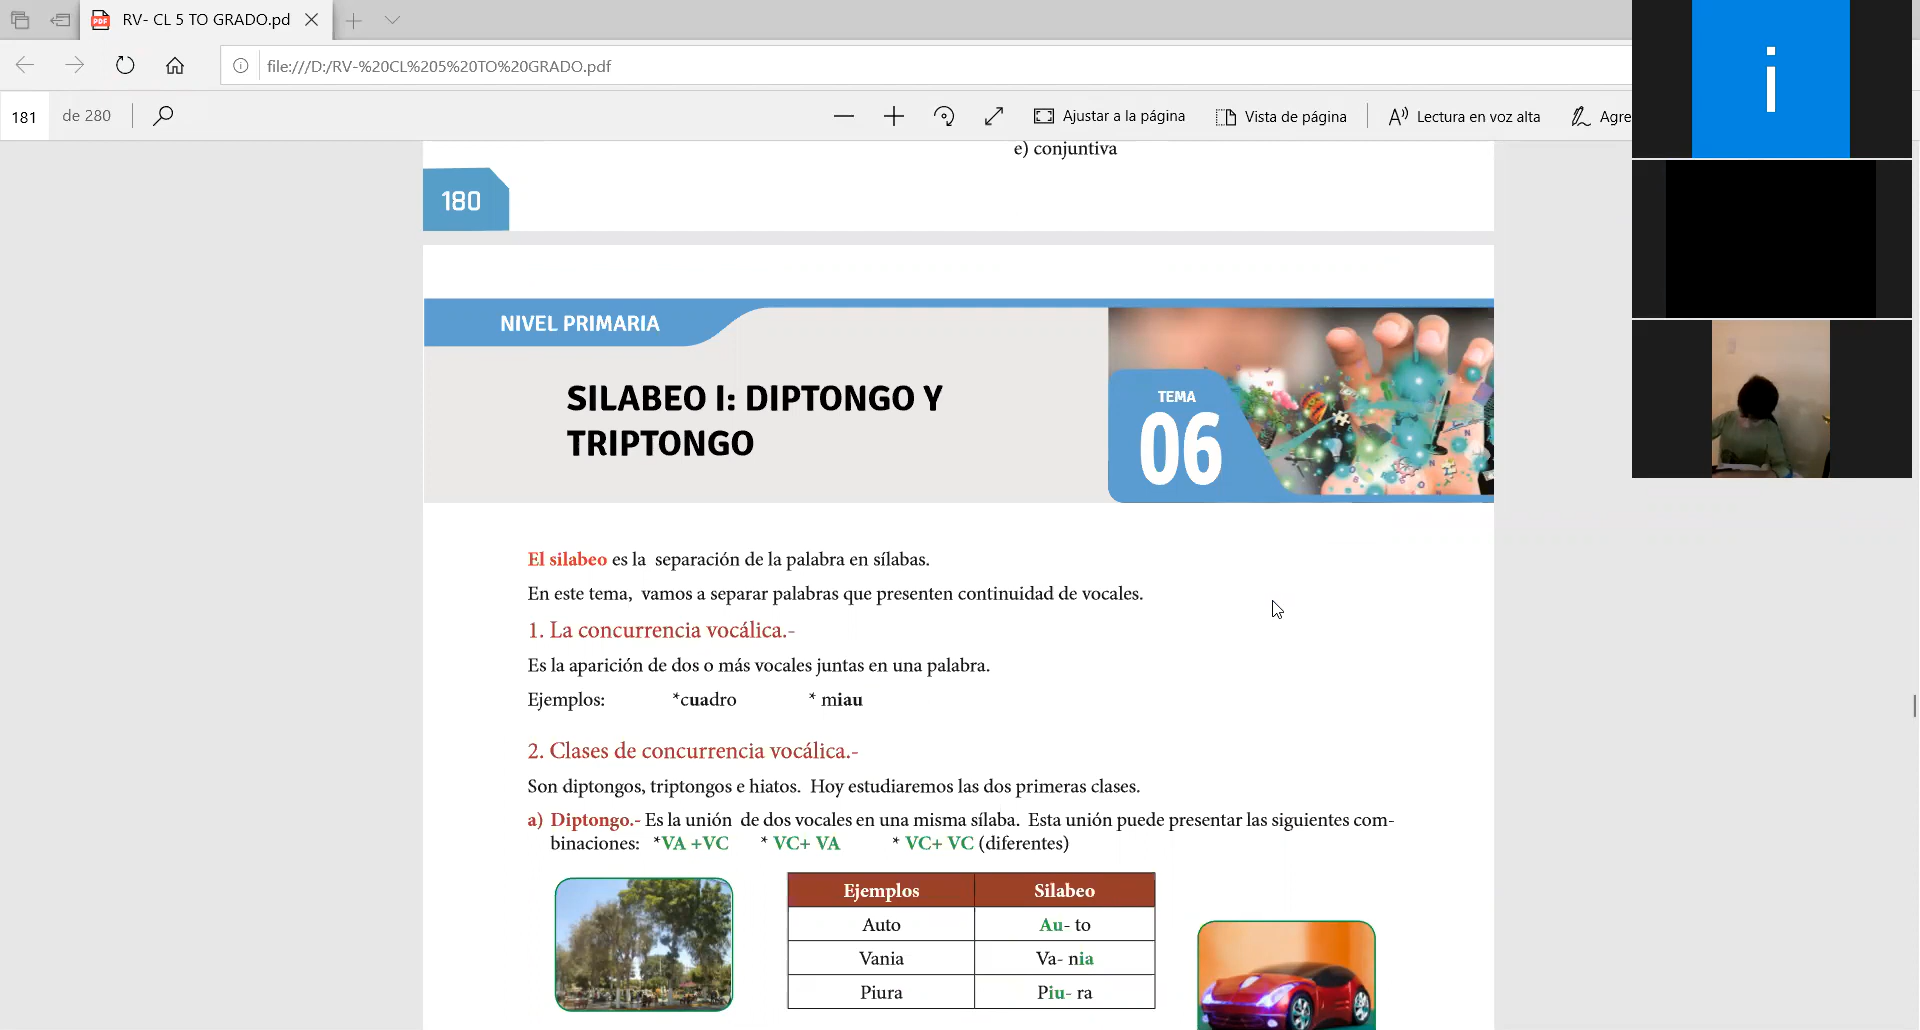 RV- CL 5 TO GRADO.pd
file:///D:/RV-%20CL%205%20TO%20GRADO.pdf
181 de 280
Ajustar a la página
Vista de página
Lectura en voz alta
Agre
i
e) conjuntiva
180
NIVEL PRIMARIA
SILABEO I: DIPTONGO Y
TRIPTONGO
TEMA
06
El silabeo es la separación de la palabra en sílabas.
En este tema, vamos a separar palabras que presenten continuidad de vocales.
1. La concurrencia vocálica.-
Es la aparición de dos o más vocales juntas en una palabra.
Ejemplos: *cuadro * miau
2. Clases de concurrencia vocálica.-
Son diptongos, triptongos e hiatos. Hoy estudiaremos las dos primeras clases.
a) Diptongo.- Es la unión de dos vocales en una misma sílaba. Esta unión puede presentar las siguientes com-
binaciones: *VA +VC * VC+ VA * VC+ VC (diferentes)
Ejemplos Silabeo
Auto Au- to
Vania Va- nia
Piura Piu- ra